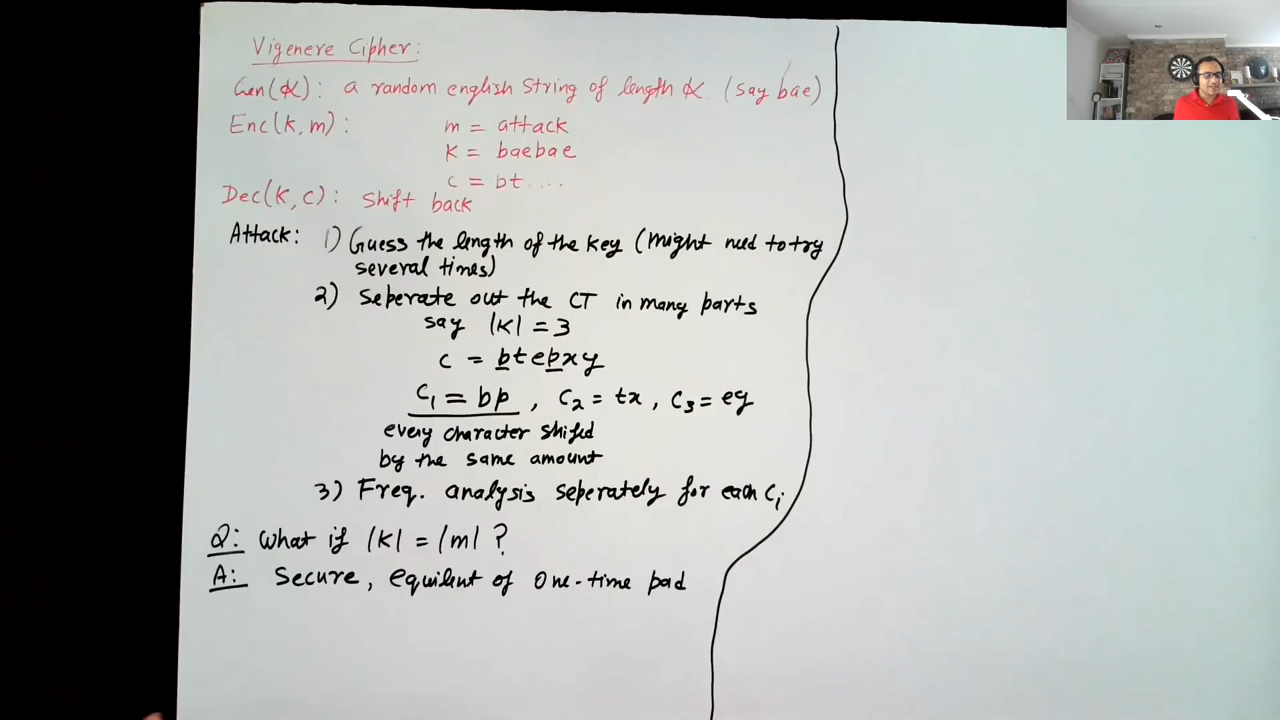 Vigenere Cipher:
Gen(k): a random english string of length k (say bae)
Enc(k, m): m = attack
k = baebae
c = bt....
Dec(k, c): shift back
Attack: 1) Guess the length of the key (might need to try
several times)
2) Seperate out the CT in many parts
say |k| = 3
c = btepxy
C1 = bp, C2 = tx, C3 = ey
every character shifted
by the same amount
3) Freq. analysis seperately for each Ci
Q: What if |k| = |m| ?
A: Secure, equilent of One-time pad